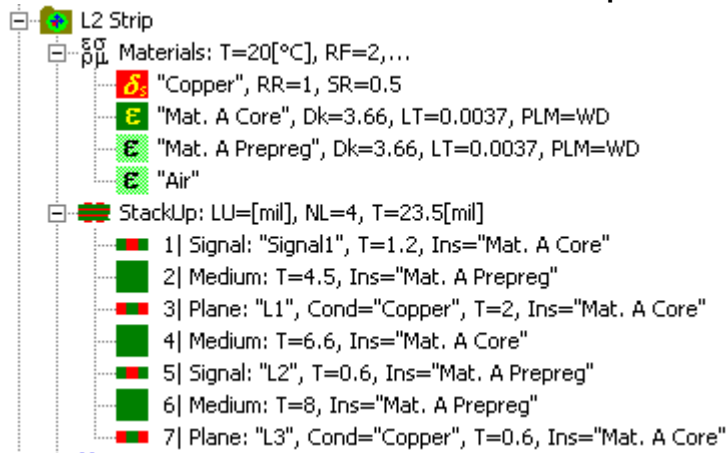 L2 Strip
εσ ρμ Materials: T=20[°C], RF=2,...
δs "Copper", RR=1, SR=0.5
ε "Mat. A Core", Dk=3.66, LT=0.0037, PLM=WD
ε "Mat. A Prepreg", Dk=3.66, LT=0.0037, PLM=WD
ε "Air"
StackUp: LU=[mil], NL=4, T=23.5[mil]
1| Signal: "Signal1", T=1.2, Ins="Mat. A Core"
2| Medium: T=4.5, Ins="Mat. A Prepreg"
3| Plane: "L1", Cond="Copper", T=2, Ins="Mat. A Core"
4| Medium: T=6.6, Ins="Mat. A Core"
5| Signal: "L2", T=0.6, Ins="Mat. A Prepreg"
6| Medium: T=8, Ins="Mat. A Prepreg"
7| Plane: "L3", Cond="Copper", T=0.6, Ins="Mat. A Core"